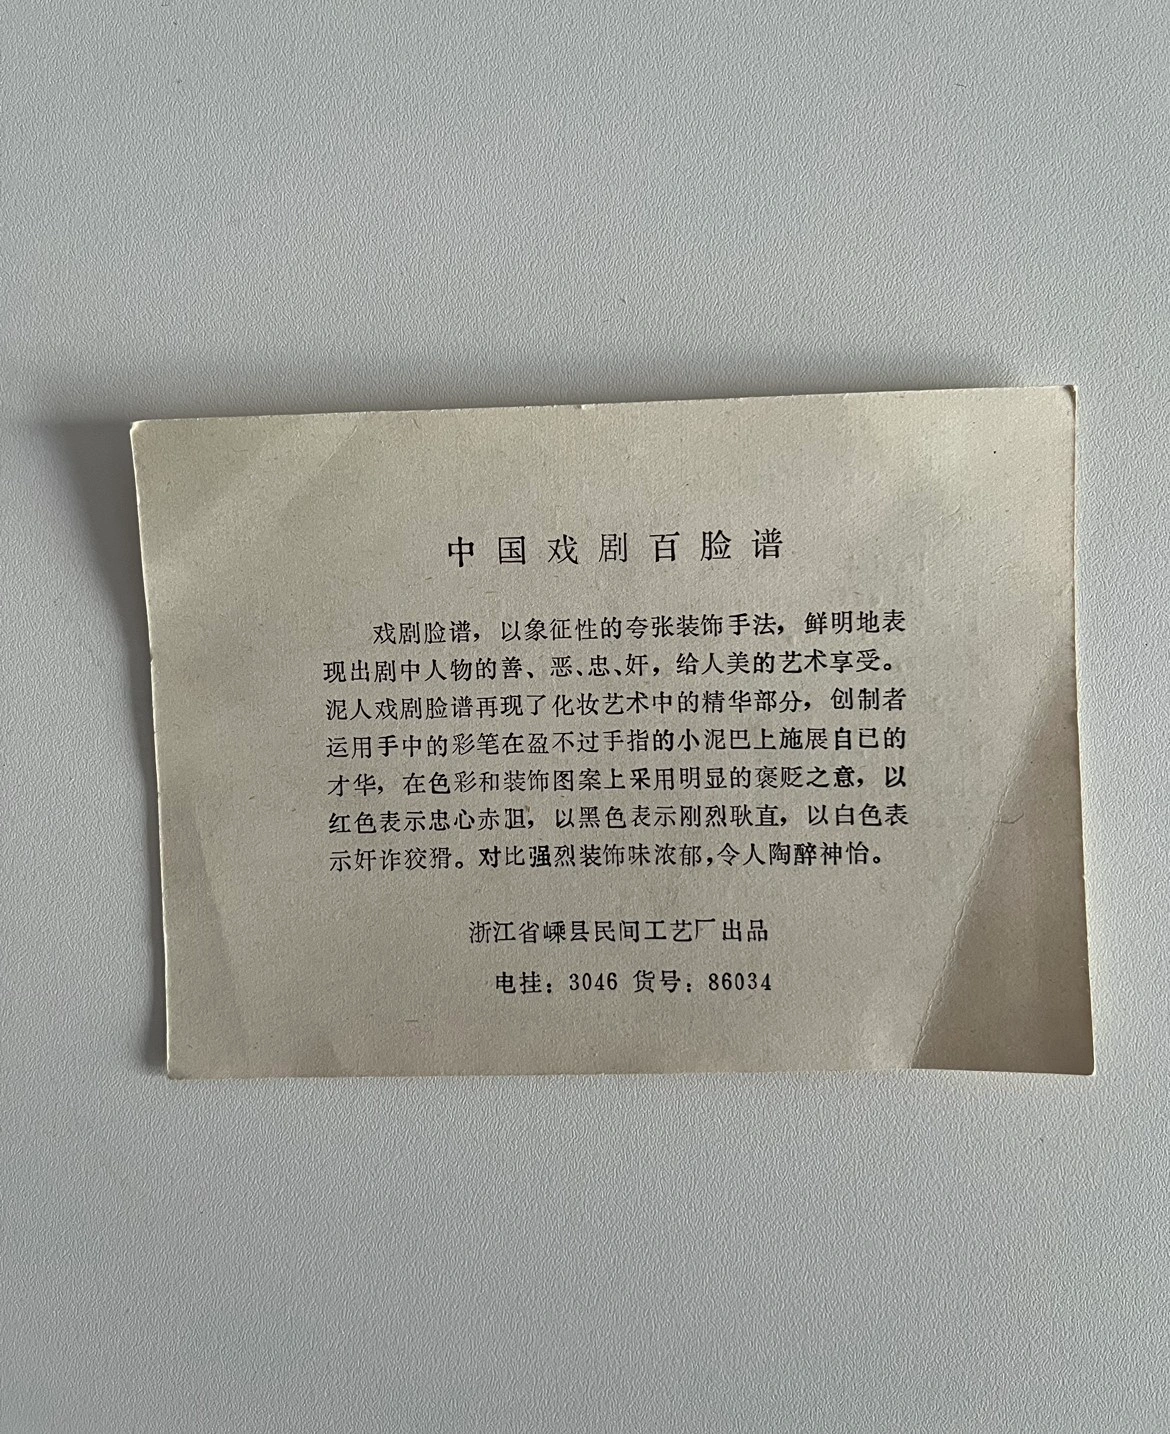 中国戏剧百脸谱
戏剧脸谱，以象征性的夸张装饰手法，鲜明地表
现出剧中人物的善、恶、忠、奸，给人美的艺术享受。
泥人戏剧脸谱再现了化妆艺术中的精华部分，创制者
运用手中的彩笔在盈不过手指的小泥巴上施展自已的
才华，在色彩和装饰图案上采用明显的褒贬之意，以
红色表示忠心赤胆，以黑色表示刚烈耿直，以白色表
示奸诈狡猾。对比强烈装饰味浓郁，令人陶醉神怡。
浙江省嵊县民间工艺厂出品
电挂：3046 货号：86034